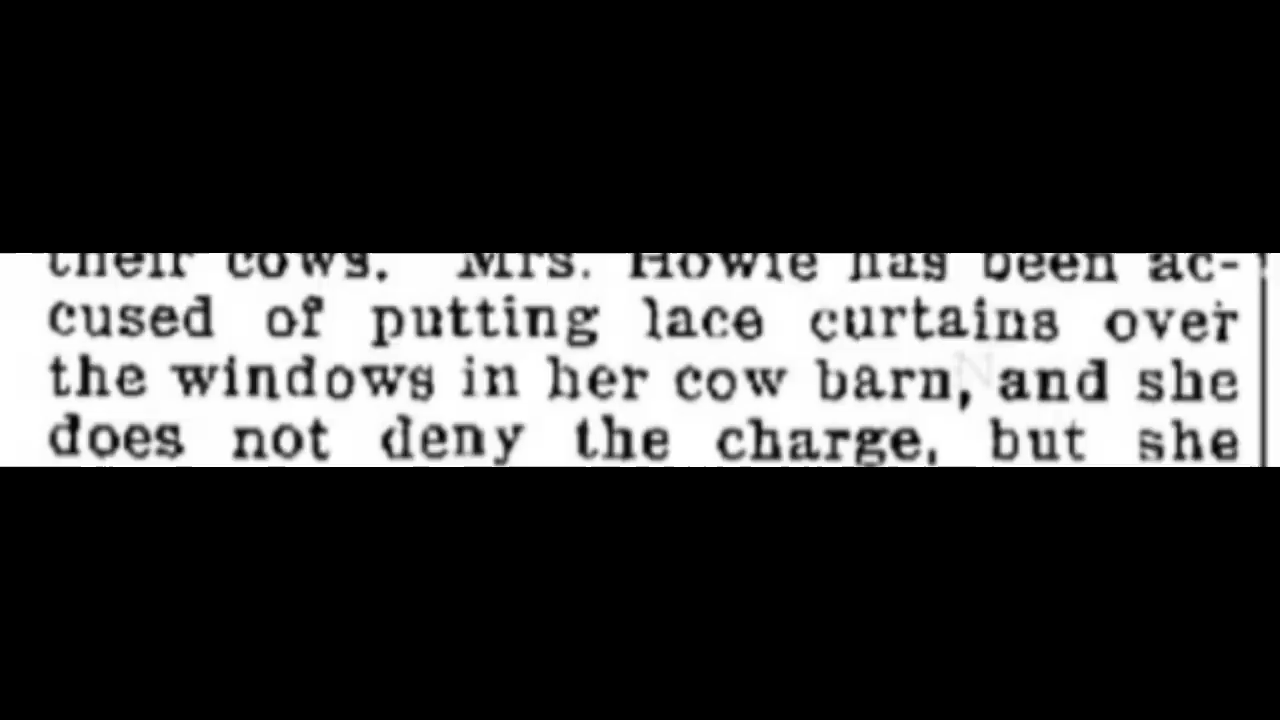 their cows. Mrs. Howie has been ac-
cused of putting lace curtains over
the windows in her cow barn, and she
does not deny the charge, but she